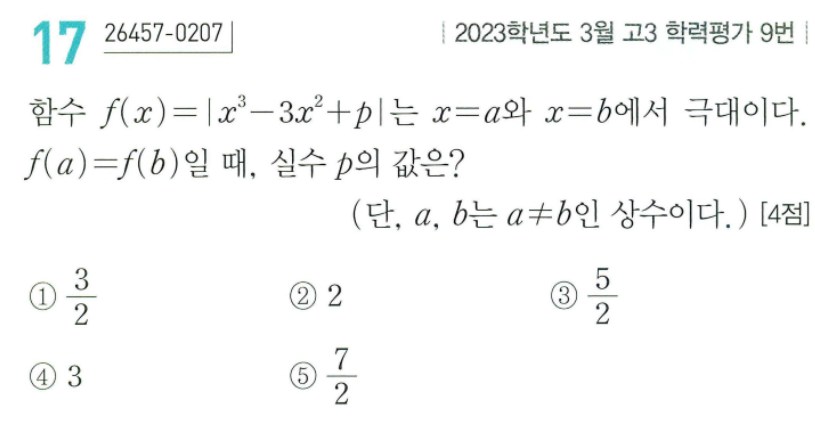 17 26457-0207 | 2023학년도 3월 고3 학력평가 9번 |
함수 f(x)=|x³-3x²+p|는 x=a와 x=b에서 극대이다.
f(a)=f(b)일 때, 실수 p의 값은?
(단, a, b는 a≠b인 상수이다.) [4점]
① 3/2 ② 2 ③ 5/2
④ 3 ⑤ 7/2